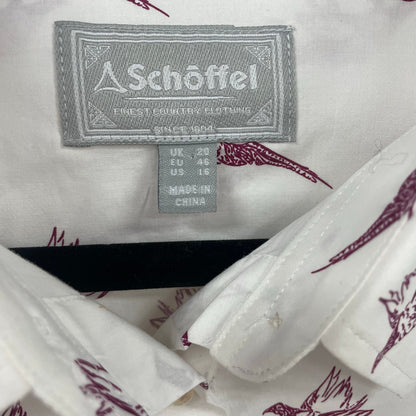 Schöffel
FINEST COUNTRY CLOTHING
SINCE 1804
UK 20
EU 46
US 16
MADE IN
CHINA